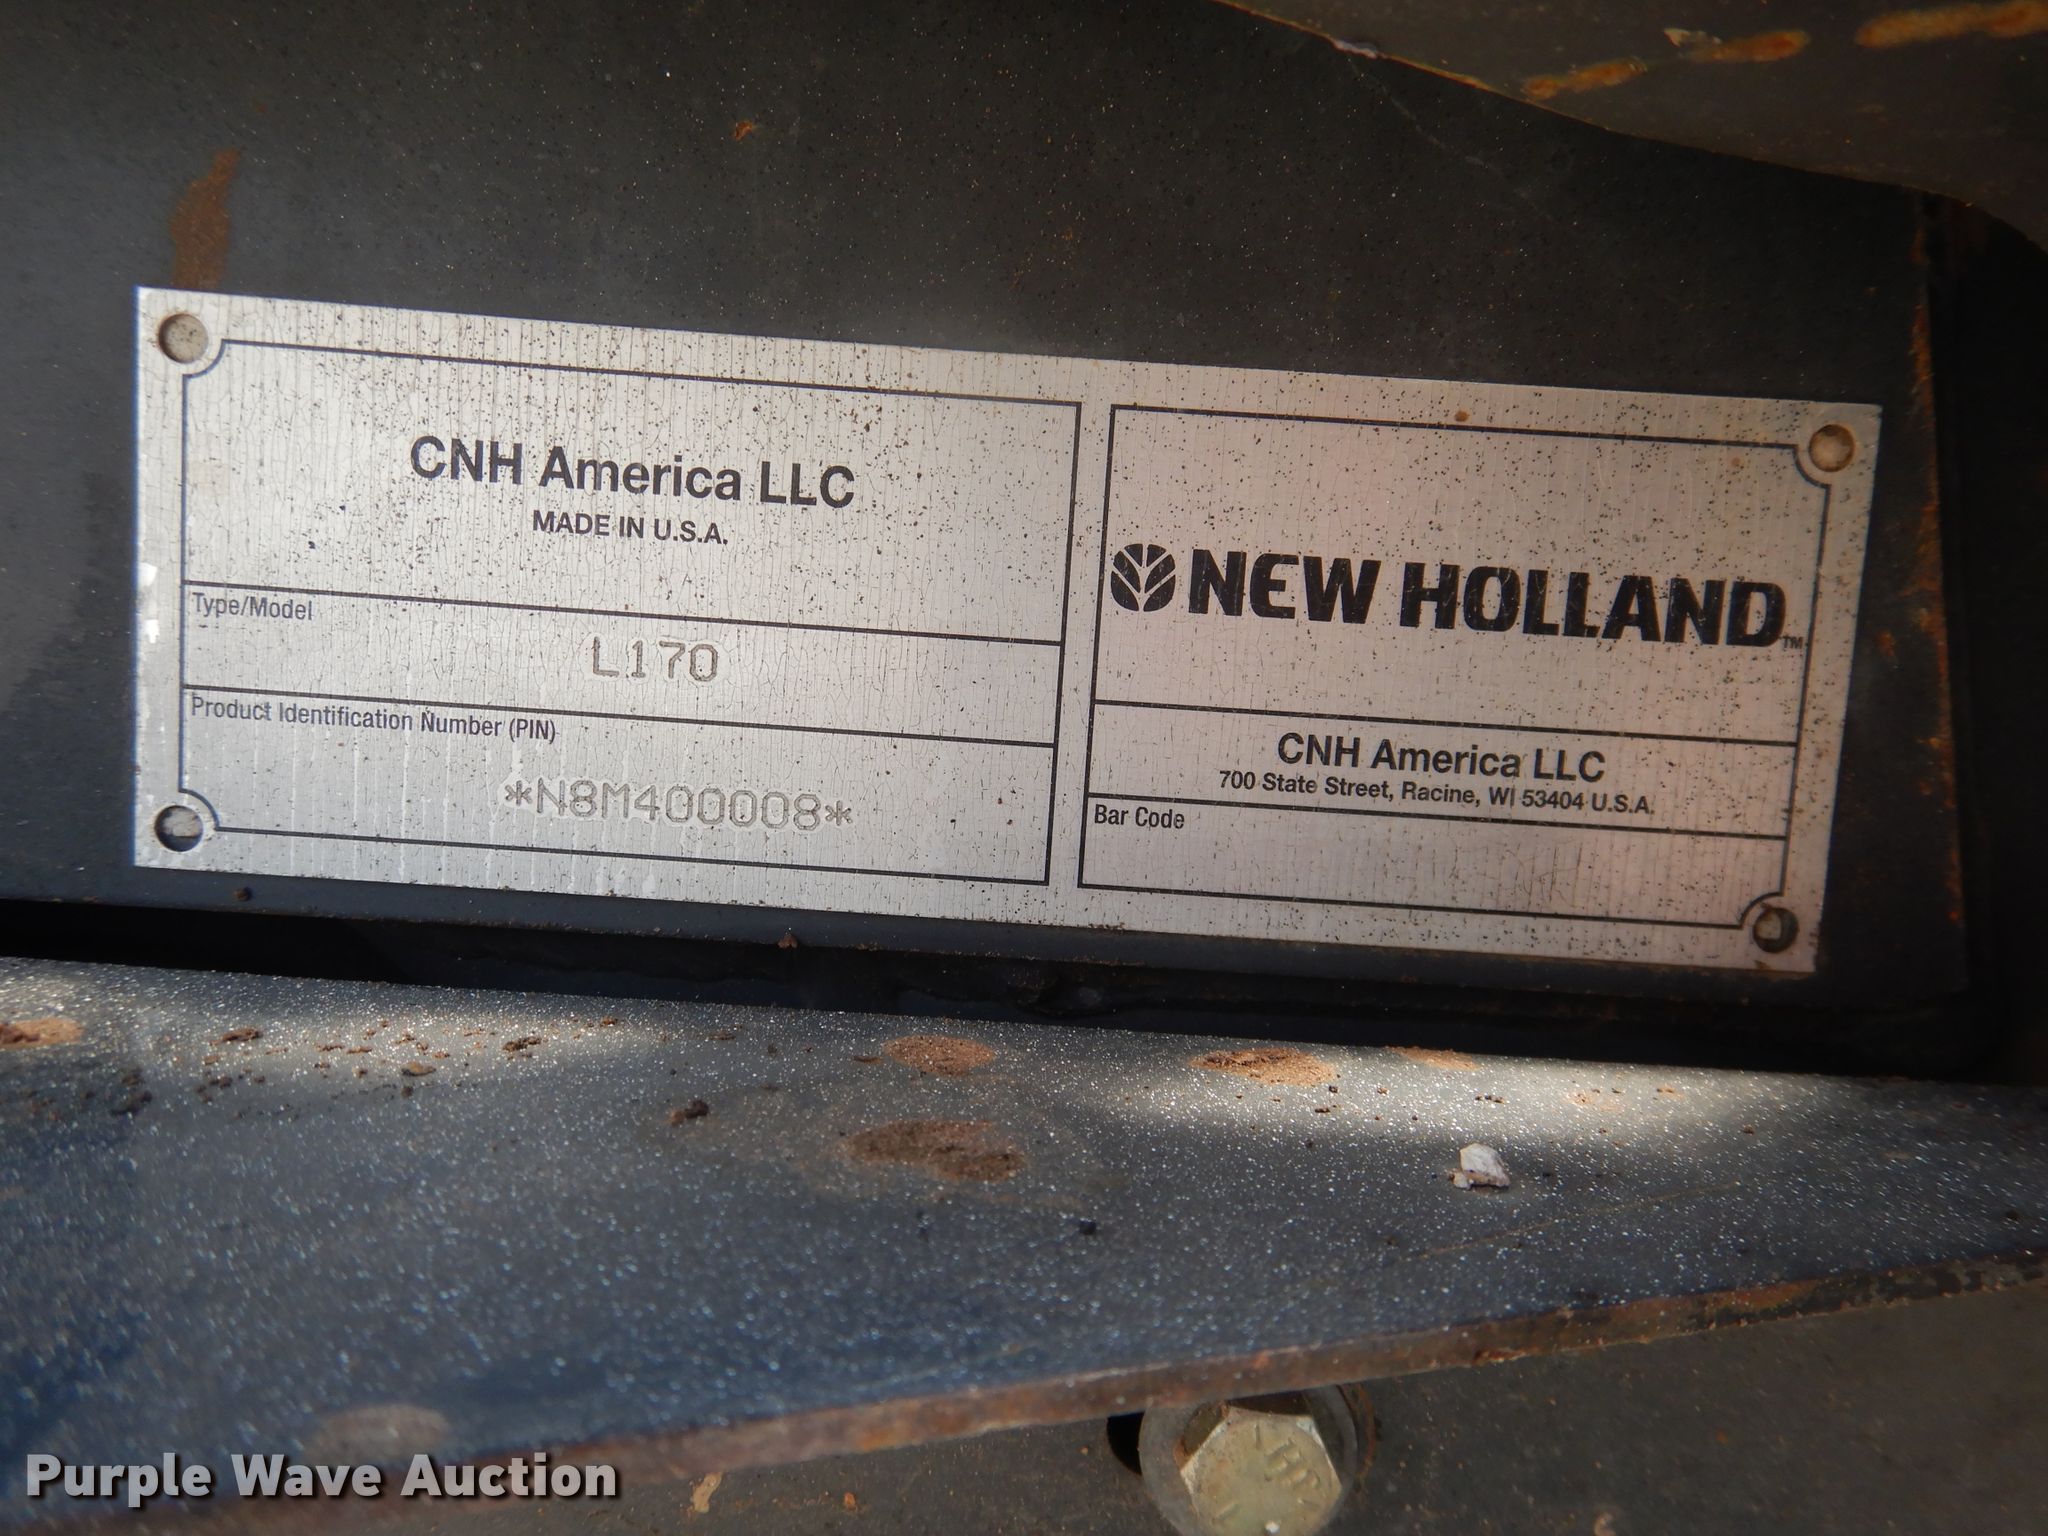 CNH America LLC
MADE IN U.S.A.
Type/Model
L170
Product Identification Number (PIN)
*N8M400008*
NEW HOLLAND™
CNH America LLC
700 State Street, Racine, WI 53404 U.S.A.
Bar Code
Purple Wave Auction